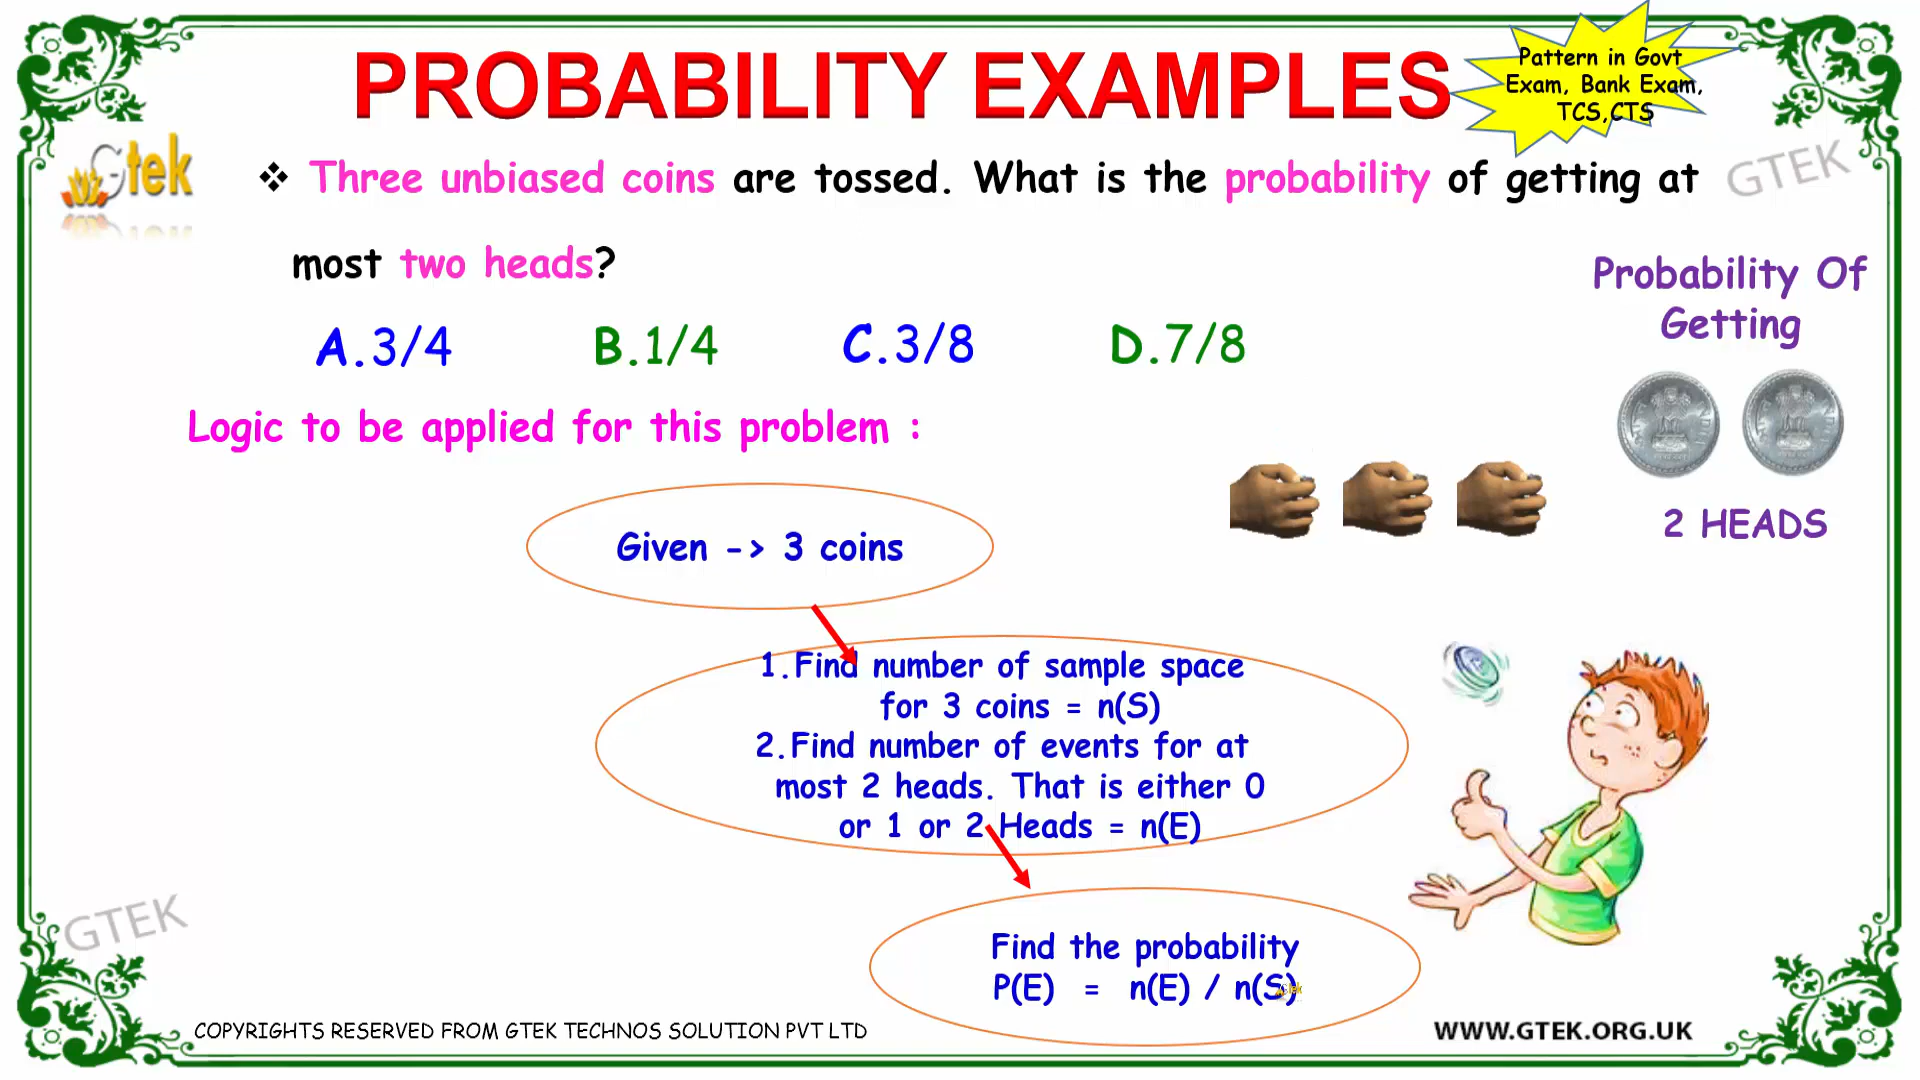 PROBABILITY EXAMPLES
Pattern in Govt
Exam, Bank Exam,
TCS,CTS
Gtek
GTEK
❖ Three unbiased coins are tossed. What is the probability of getting at
most two heads?
A.3/4 B.1/4 C.3/8 D.7/8
Probability Of
Getting
2 HEADS
Logic to be applied for this problem :
Given -> 3 coins
1.Find number of sample space
for 3 coins = n(S)
2.Find number of events for at
most 2 heads. That is either 0
or 1 or 2 Heads = n(E)
Find the probability
P(E) = n(E) / n(S)
GTEK
COPYRIGHTS RESERVED FROM GTEK TECHNOS SOLUTION PVT LTD
WWW.GTEK.ORG.UK